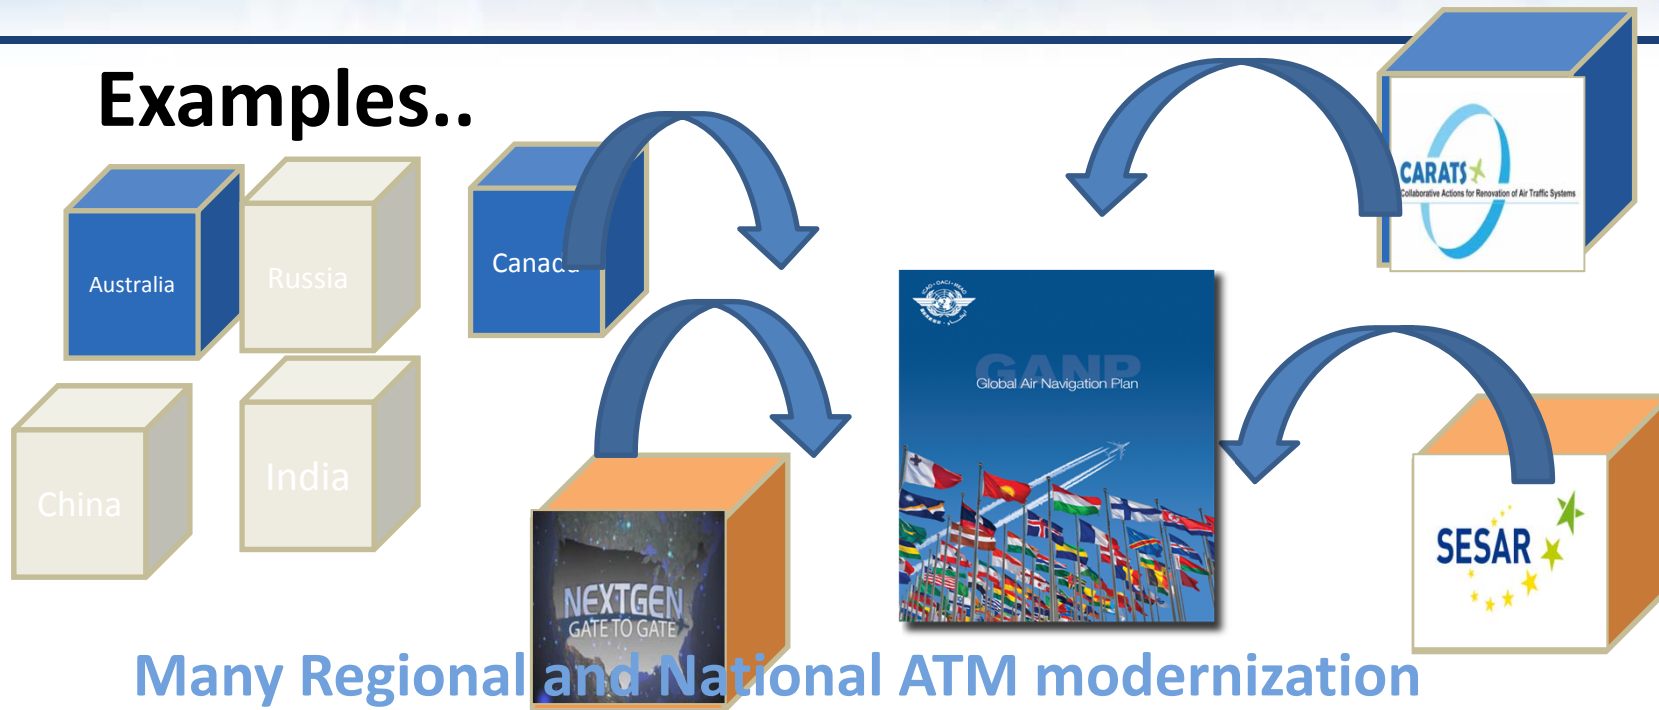 Examples..
Australia
Russia
Canada
China
India
CARATS
Collaborative Actions for Renovation of Air Traffic Systems
GANP
Global Air Navigation Plan
NEXTGEN
GATE TO GATE
SESAR
Many Regional and National ATM modernization